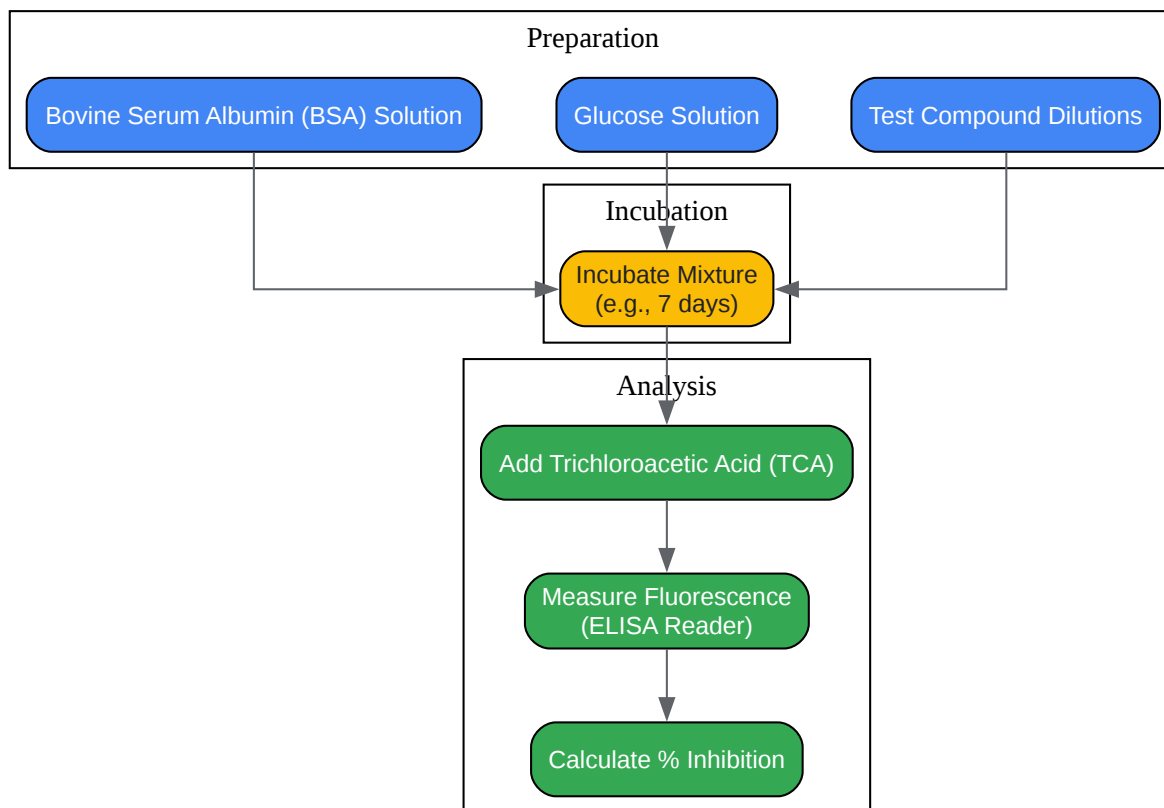 Preparation
Bovine Serum Albumin (BSA) Solution
Glucose Solution
Test Compound Dilutions
Incubation
Incubate Mixture
(e.g., 7 days)
Analysis
Add Trichloroacetic Acid (TCA)
Measure Fluorescence
(ELISA Reader)
Calculate % Inhibition